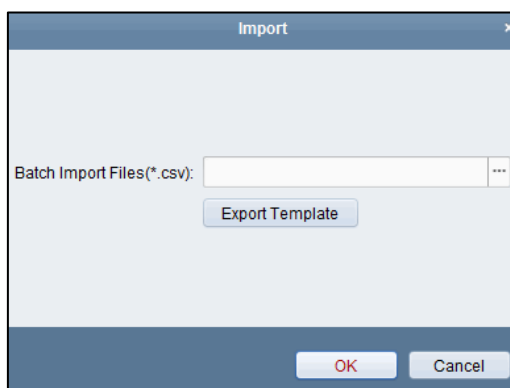 Import ×
Batch Import Files(*.csv): ...
Export Template
OK Cancel